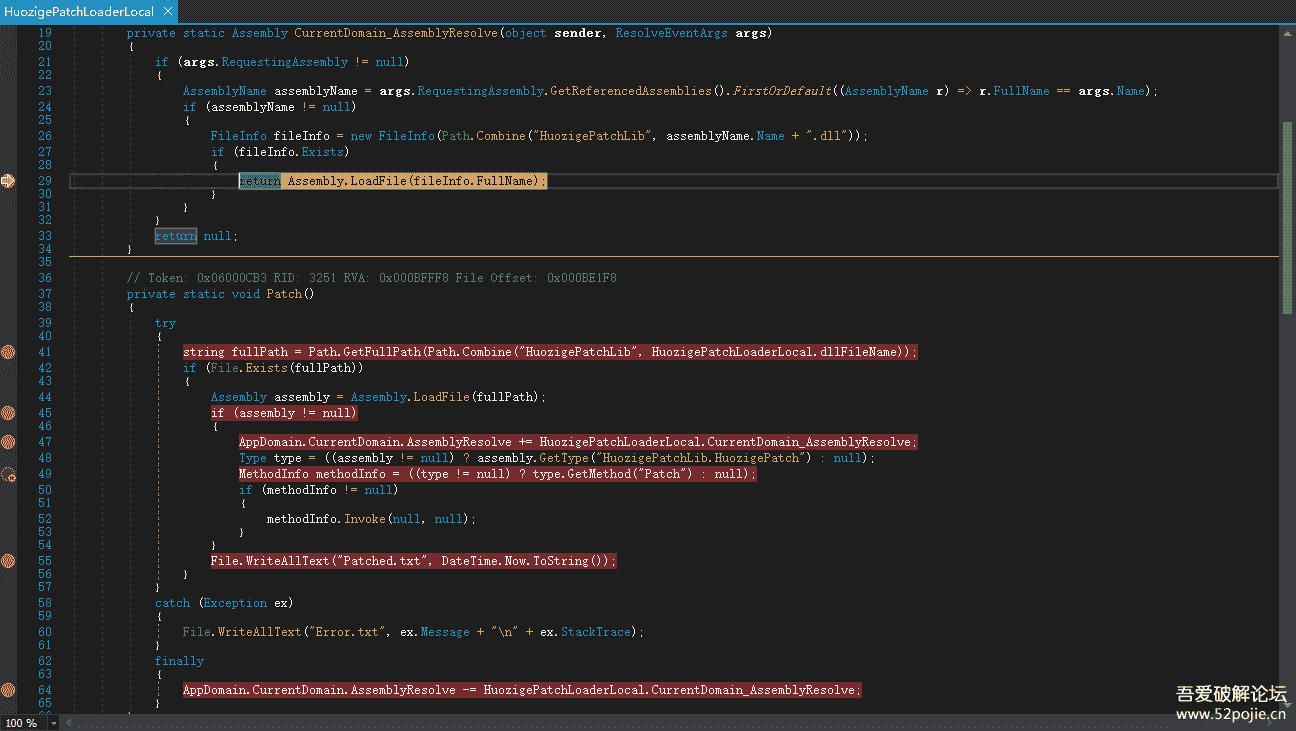 HuozigePatchLoaderLocal ×
19 private static Assembly CurrentDomain_AssemblyResolve(object sender, ResolveEventArgs args)
20 {
21 if (args.RequestingAssembly != null)
22 {
23 AssemblyName assemblyName = args.RequestingAssembly.GetReferencedAssemblies().FirstOrDefault((AssemblyName r) => r.FullName == args.Name);
24 if (assemblyName != null)
25 {
26 FileInfo fileInfo = new FileInfo(Path.Combine("HuozigePatchLib", assemblyName.Name + ".dll"));
27 if (fileInfo.Exists)
28 {
29 return Assembly.LoadFile(fileInfo.FullName);
30 }
31 }
32 }
33 return null;
34 }
35
36 // Token: 0x06000CB3 RID: 3251 RVA: 0x000BFFF8 File Offset: 0x000BE1F8
37 private static void Patch()
38 {
39 try
40 {
41 string fullPath = Path.GetFullPath(Path.Combine("HuozigePatchLib", HuozigePatchLoaderLocal.dllFileName));
42 if (File.Exists(fullPath))
43 {
44 Assembly assembly = Assembly.LoadFile(fullPath);
45 if (assembly != null)
46 {
47 AppDomain.CurrentDomain.AssemblyResolve += HuozigePatchLoaderLocal.CurrentDomain_AssemblyResolve;
48 Type type = ((assembly != null) ? assembly.GetType("HuozigePatchLib.HuozigePatch") : null);
49 MethodInfo methodInfo = ((type != null) ? type.GetMethod("Patch") : null);
50 if (methodInfo != null)
51 {
52 methodInfo.Invoke(null, null);
53 }
54 }
55 File.WriteAllText("Patched.txt", DateTime.Now.ToString());
56 }
57 }
58 catch (Exception ex)
59 {
60 File.WriteAllText("Error.txt", ex.Message + "\n" + ex.StackTrace);
61 }
62 finally
63 {
64 AppDomain.CurrentDomain.AssemblyResolve -= HuozigePatchLoaderLocal.CurrentDomain_AssemblyResolve;
65 }
吾爱破解论坛
www.52pojie.cn
100 %